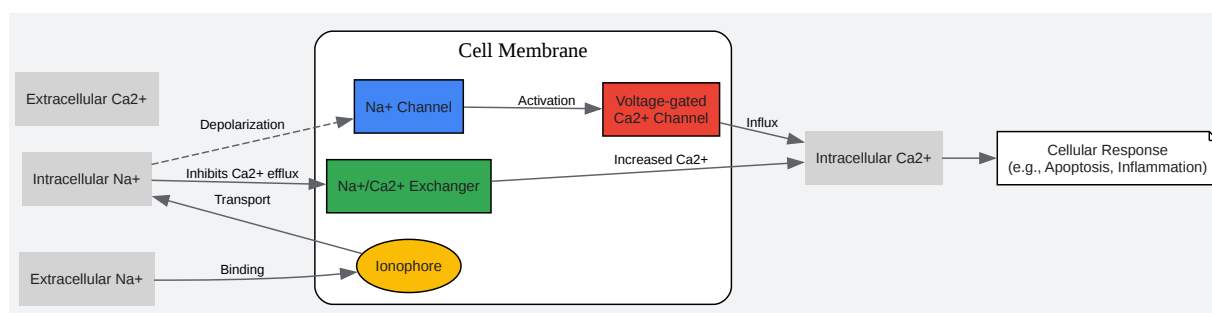 Cell Membrane
Extracellular Ca2+
Na+ Channel
Activation
Voltage-gated
Ca2+ Channel
Depolarization
Influx
Intracellular Na+
Inhibits Ca2+ efflux
Na+/Ca2+ Exchanger
Increased Ca2+
Intracellular Ca2+
Cellular Response
(e.g., Apoptosis, Inflammation)
Transport
Extracellular Na+
Binding
Ionophore